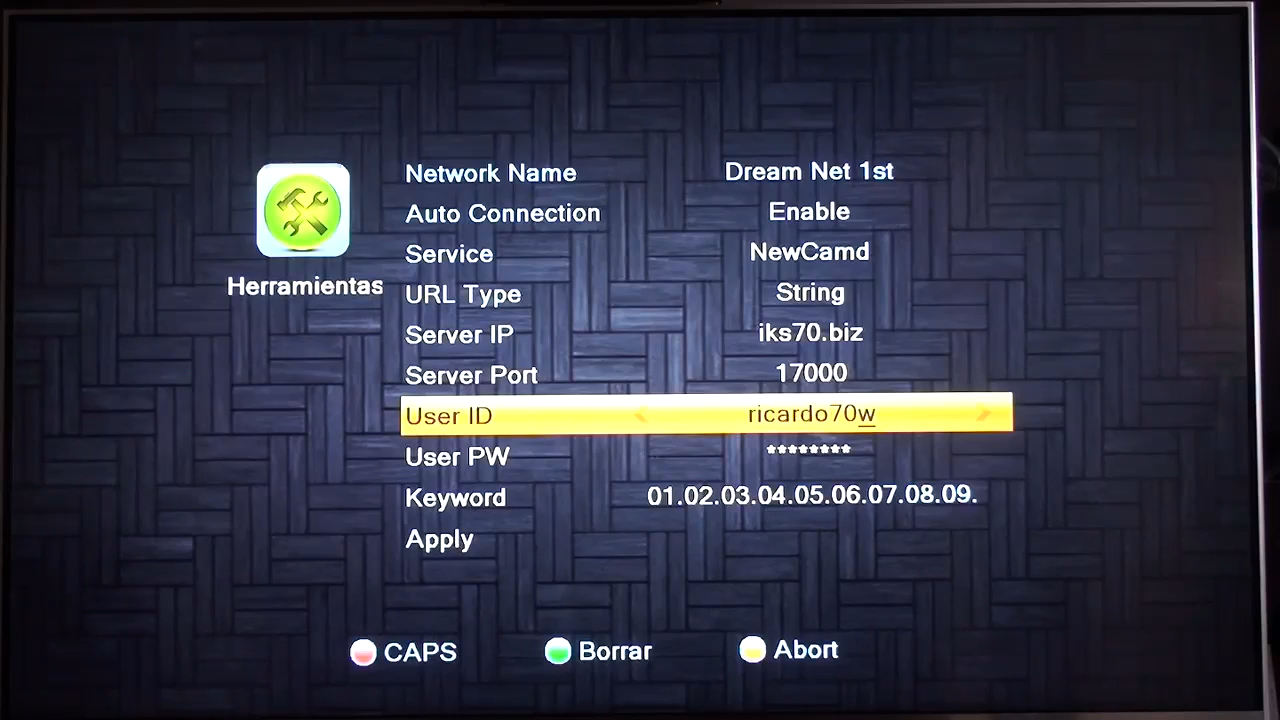 Herramientas
Network Name Dream Net 1st
Auto Connection Enable
Service NewCamd
URL Type String
Server IP iks70.biz
Server Port 17000
User ID ricardo70w
User PW ********
Keyword 01.02.03.04.05.06.07.08.09.
Apply
CAPS Borrar Abort